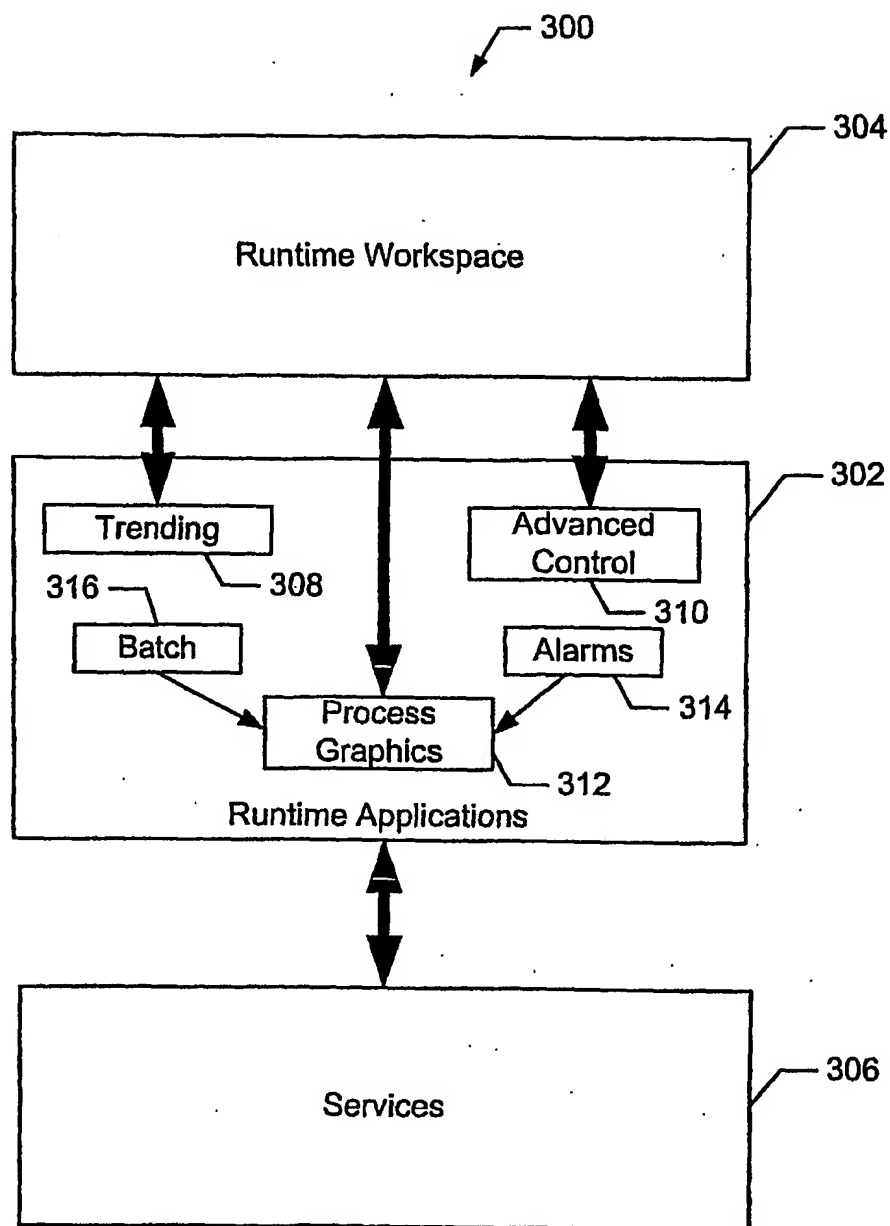 300
304
Runtime Workspace
302
Trending
308
Advanced
Control
310
316
Batch
Alarms
314
Process
Graphics
312
Runtime Applications
306
Services